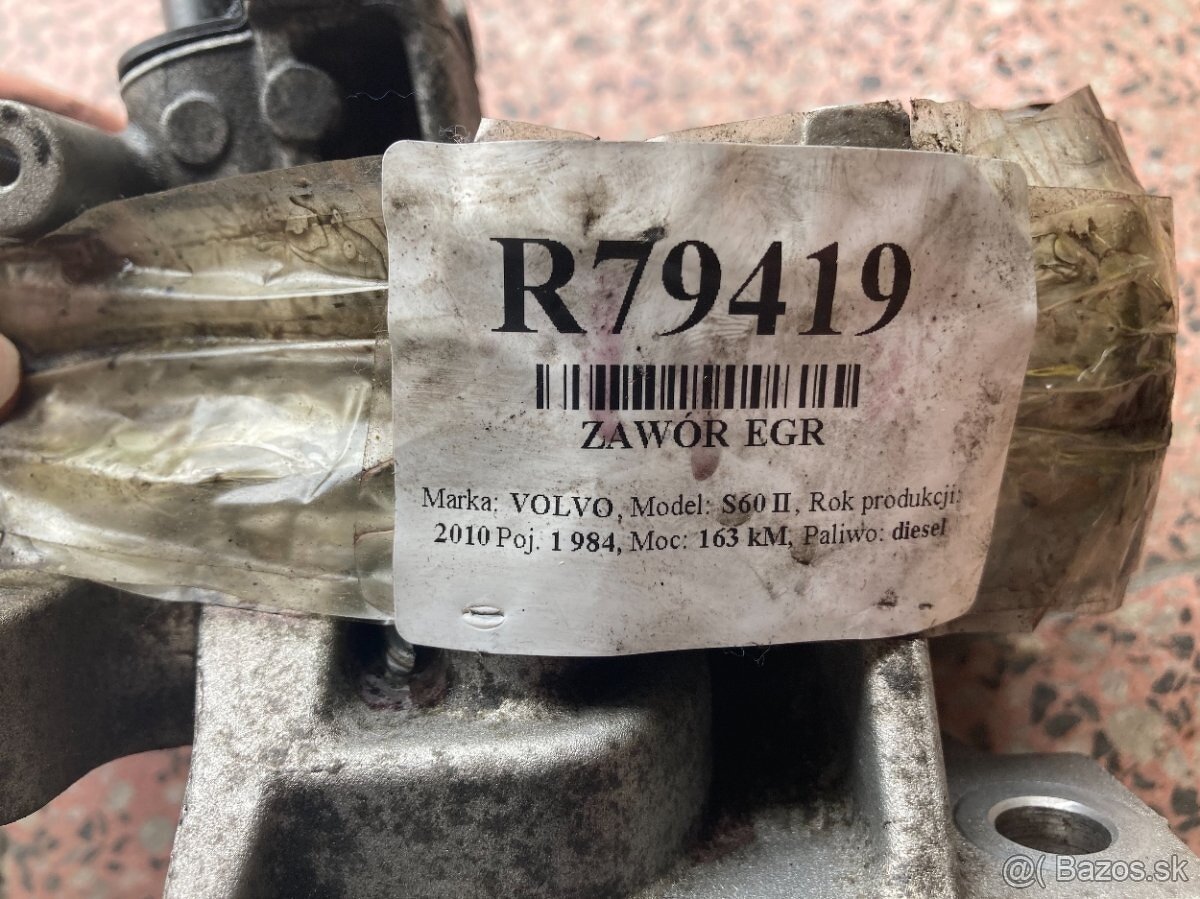 R79419
ZAWÓR EGR
Marka: VOLVO, Model: S60 II, Rok produkcji:
2010 Poj. 1 984, Moc: 163 kM, Paliwo: diesel
@( Bazos.sk